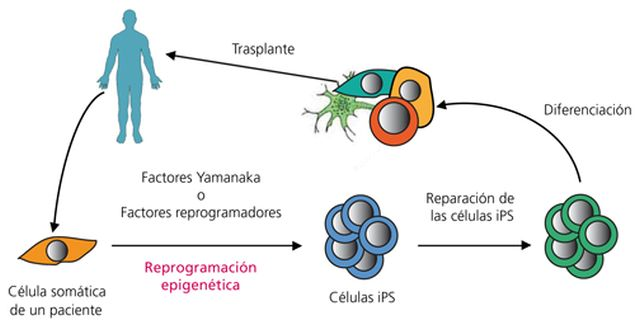 Trasplante
Diferenciación
Factores Yamanaka
o
Factores reprogramadores
Reparación de
las células iPS
Reprogramación
epigenética
Célula somática
de un paciente
Células iPS